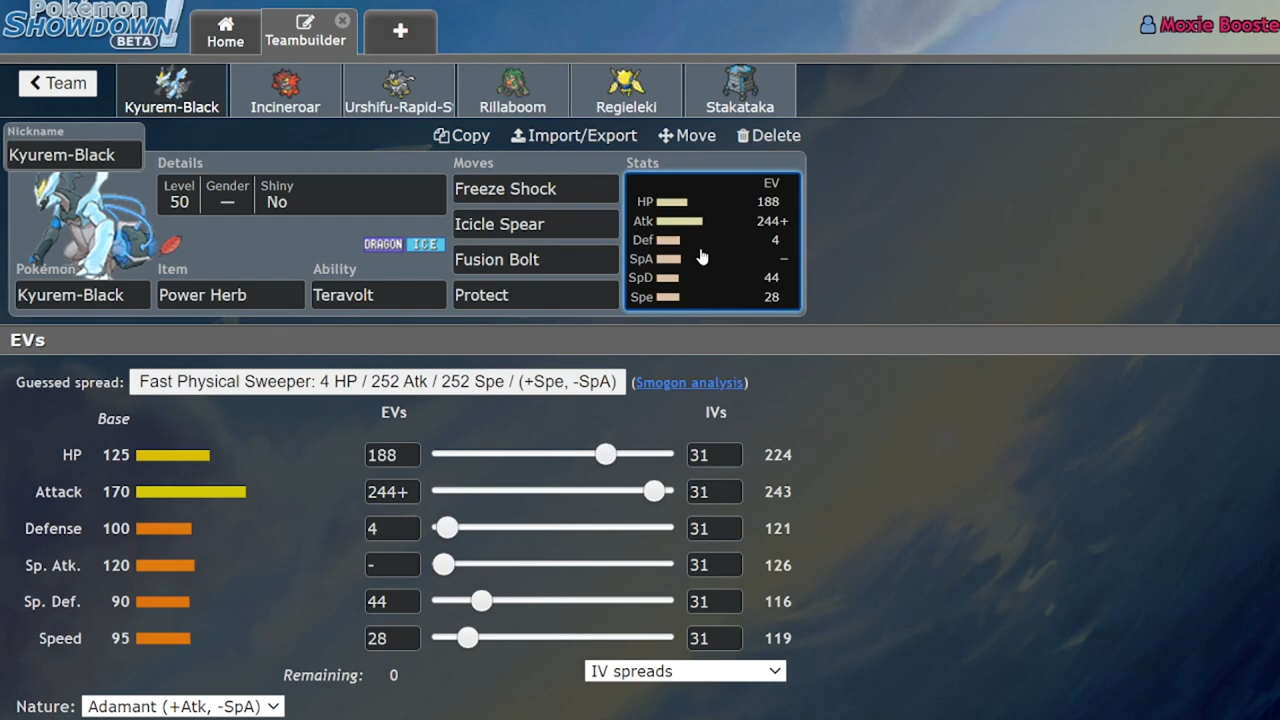 Pokémon
SHOWDOWN!
BETA
Home
Teambuilder
Moxie Booste
Team
Kyurem-Black
Incineroar
Urshifu-Rapid-S
Rillaboom
Regieleki
Stakataka
Nickname
Kyurem-Black
Copy
Import/Export
Move
Delete
Details
Moves
Stats
Level
50
Gender
—
Shiny
No
DRAGON ICE
Pokémon
Kyurem-Black
Item
Power Herb
Ability
Teravolt
Freeze Shock
Icicle Spear
Fusion Bolt
Protect
EV
HP 188
Atk 244+
Def 4
SpA –
SpD 44
Spe 28
EVs
Guessed spread: Fast Physical Sweeper: 4 HP / 252 Atk / 252 Spe / (+Spe, -SpA) (Smogon analysis)
Base EVs IVs
HP 125 188 31 224
Attack 170 244+ 31 243
Defense 100 4 31 121
Sp. Atk. 120 - 31 126
Sp. Def. 90 44 31 116
Speed 95 28 31 119
Remaining: 0 IV spreads
Nature: Adamant (+Atk, -SpA)